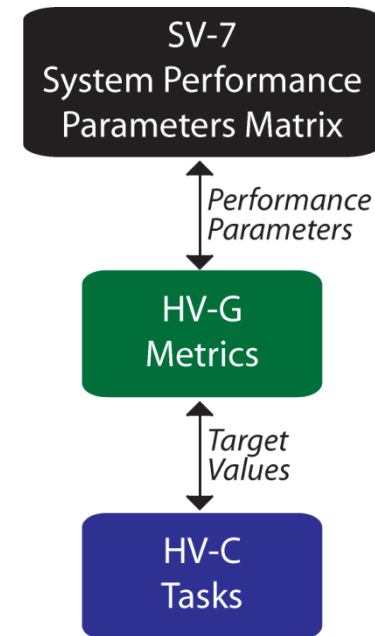 SV-7
System Performance
Parameters Matrix
Performance
Parameters
HV-G
Metrics
Target
Values
HV-C
Tasks